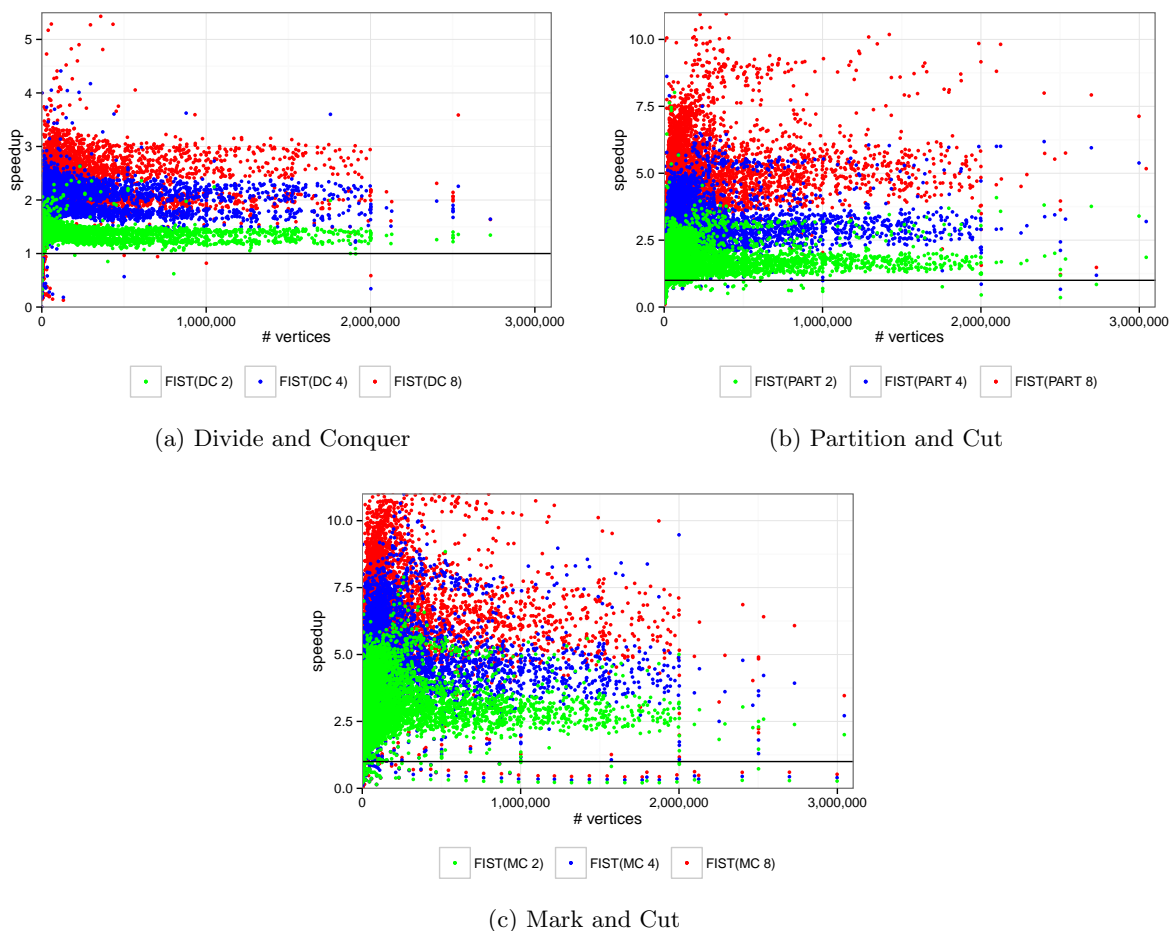 speedup
5
4
3
2
1
0
0 1,000,000 2,000,000 3,000,000
# vertices
FIST(DC 2) FIST(DC 4) FIST(DC 8)
(a) Divide and Conquer
speedup
10.0
7.5
5.0
2.5
0.0
0 1,000,000 2,000,000 3,000,000
# vertices
FIST(PART 2) FIST(PART 4) FIST(PART 8)
(b) Partition and Cut
speedup
10.0
7.5
5.0
2.5
0.0
0 1,000,000 2,000,000 3,000,000
# vertices
FIST(MC 2) FIST(MC 4) FIST(MC 8)
(c) Mark and Cut